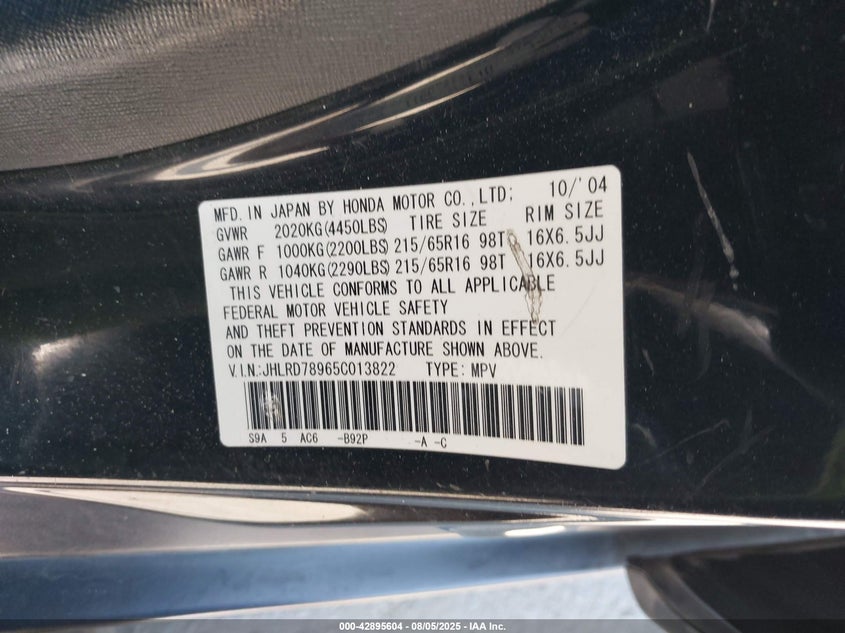 MFD. IN JAPAN BY HONDA MOTOR CO.,LTD; 10/'04
GVWR 2020KG(4450LBS) TIRE SIZE RIM SIZE
GAWR F 1000KG(2200LBS) 215/65R16 98T 16X6.5JJ
GAWR R 1040KG(2290LBS) 215/65R16 98T 16X6.5JJ
THIS VEHICLE CONFORMS TO ALL APPLICABLE
FEDERAL MOTOR VEHICLE SAFETY
AND THEFT PREVENTION STANDARDS IN EFFECT
ON THE DATE OF MANUFACTURE SHOWN ABOVE.
V.I.N.:JHLRD78965C013822 TYPE: MPV
S9A 5 AC6 -B92P -A -C
000-42895604 - 08/05/2025 - IAA Inc.